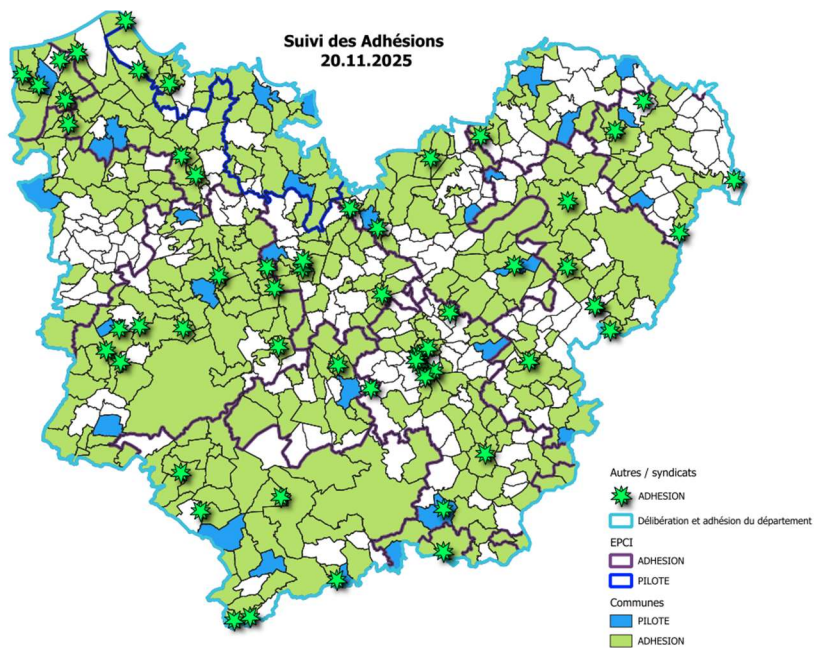 Suivi des Adhésions
20.11.2025
Autres / syndicats
ADHESION
Délibération et adhésion du département
EPCI
ADHESION
PILOTE
Communes
PILOTE
ADHESION